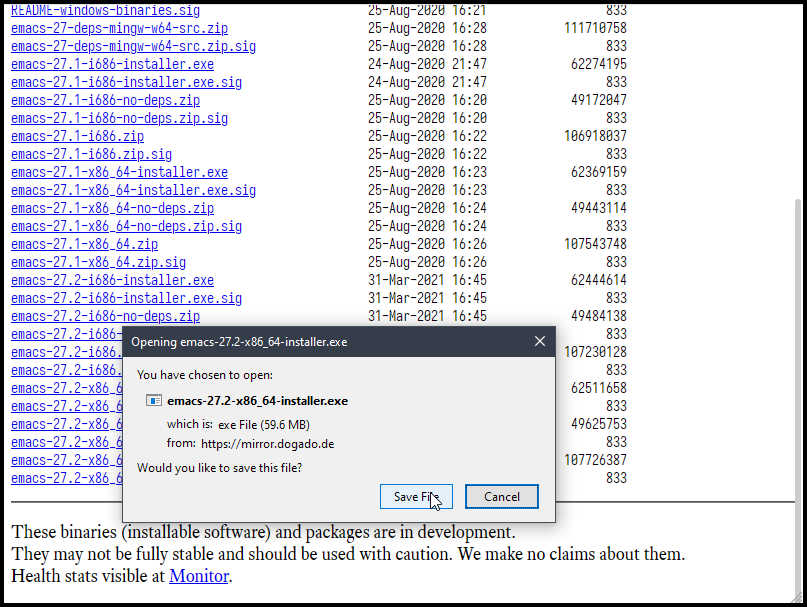 README-windows-binaries.sig 25-Aug-2020 16:21 833
emacs-27-deps-mingw-w64-src.zip 25-Aug-2020 16:28 111710758
emacs-27-deps-mingw-w64-src.zip.sig 25-Aug-2020 16:28 833
emacs-27.1-i686-installer.exe 24-Aug-2020 21:47 62274195
emacs-27.1-i686-installer.exe.sig 24-Aug-2020 21:47 833
emacs-27.1-i686-no-deps.zip 25-Aug-2020 16:20 49172047
emacs-27.1-i686-no-deps.zip.sig 25-Aug-2020 16:20 833
emacs-27.1-i686.zip 25-Aug-2020 16:22 106918037
emacs-27.1-i686.zip.sig 25-Aug-2020 16:22 833
emacs-27.1-x86_64-installer.exe 25-Aug-2020 16:23 62369159
emacs-27.1-x86_64-installer.exe.sig 25-Aug-2020 16:23 833
emacs-27.1-x86_64-no-deps.zip 25-Aug-2020 16:24 49443114
emacs-27.1-x86_64-no-deps.zip.sig 25-Aug-2020 16:24 833
emacs-27.1-x86_64.zip 25-Aug-2020 16:26 107543748
emacs-27.1-x86_64.zip.sig 25-Aug-2020 16:26 833
emacs-27.2-i686-installer.exe 31-Mar-2021 16:45 62444614
emacs-27.2-i686-installer.exe.sig 31-Mar-2021 16:45 833
emacs-27.2-i686-no-deps.zip 31-Mar-2021 16:45 49484138
emacs-27.2-i686- 833
emacs-27.2-i686. 107230128
emacs-27.2-i686. 833
emacs-27.2-x86_6 62511658
emacs-27.2-x86_6 833
emacs-27.2-x86_6 49625753
emacs-27.2-x86_6 833
emacs-27.2-x86_6 107726387
emacs-27.2-x86_6 833
Opening emacs-27.2-x86_64-installer.exe
You have chosen to open:
emacs-27.2-x86_64-installer.exe
which is: exe File (59.6 MB)
from: https://mirror.dogado.de
Would you like to save this file?
Save File Cancel
These binaries (installable software) and packages are in development.
They may not be fully stable and should be used with caution. We make no claims about them.
Health stats visible at Monitor.